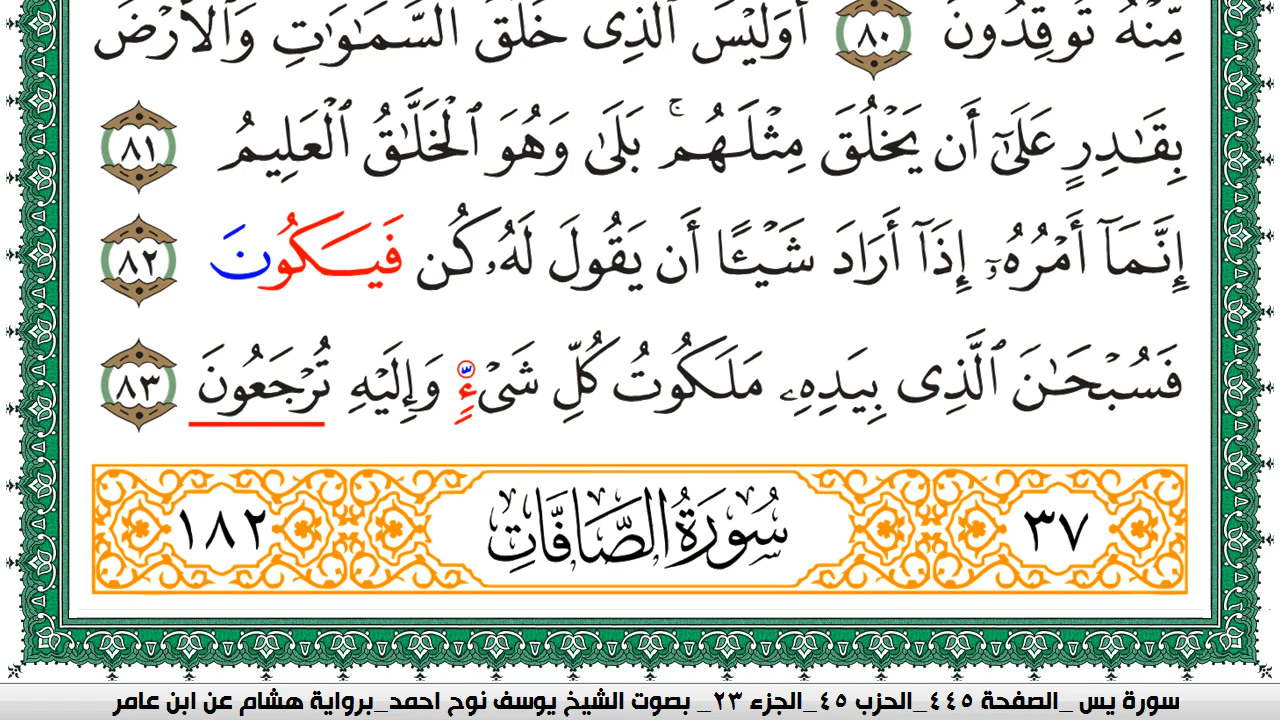 مِّنْهُ تُوقِدُونَ ٨٠ أَوَلَيْسَ ٱلَّذِى خَلَقَ ٱلسَّمَـٰوَٰتِ وَٱلْأَرْضَ
بِقَـٰدِرٍ عَلَىٰٓ أَن يَخْلُقَ مِثْلَهُم ۚ بَلَىٰ وَهُوَ ٱلْخَلَّـٰقُ ٱلْعَلِيمُ ٨١
إِنَّمَآ أَمْرُهُۥٓ إِذَآ أَرَادَ شَيْـًٔا أَن يَقُولَ لَهُۥ كُن فَيَكُونَ ٨٢
فَسُبْحَـٰنَ ٱلَّذِى بِيَدِهِۦ مَلَكُوتُ كُلِّ شَىْءٍ وَإِلَيْهِ تُرْجَعُونَ ٨٣
٣٧ سُورَةُ الصَّافَّاتِ ١٨٢
سورة يس _الصفحة ٤٤٥_الحزب ٤٥_الجزء ٢٣_ بصوت الشيخ يوسف نوح احمد_برواية هشام عن ابن عامر